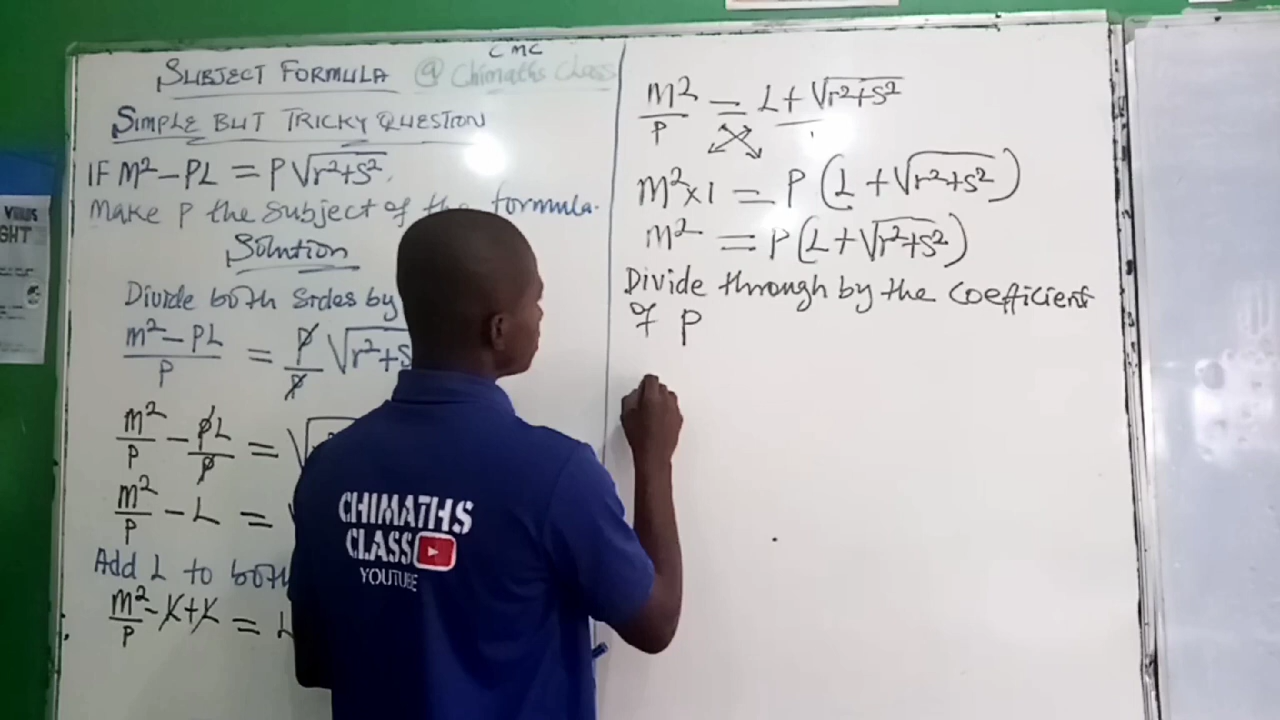 CMC
SUBJECT FORMULA @ Chimaths Class
SIMPLE BUT TRICKY QUESTION
IF M² – PL = P√r²+s².
Make P the subject of the formula.
Solution
Divide both sides by
m² – PL / P = P/P √r²+s
m²/P – PL/P = √
m²/P – L = √
Add L to both
m²/P – L + L = L
m²/P = L + √r²+s²
m² x 1 = P (L + √r²+s²)
m² = P (L + √r²+s²)
Divide through by the coefficient
of P
CHIMATHS
CLASS
YOUTUBE
VIRUS
GHT